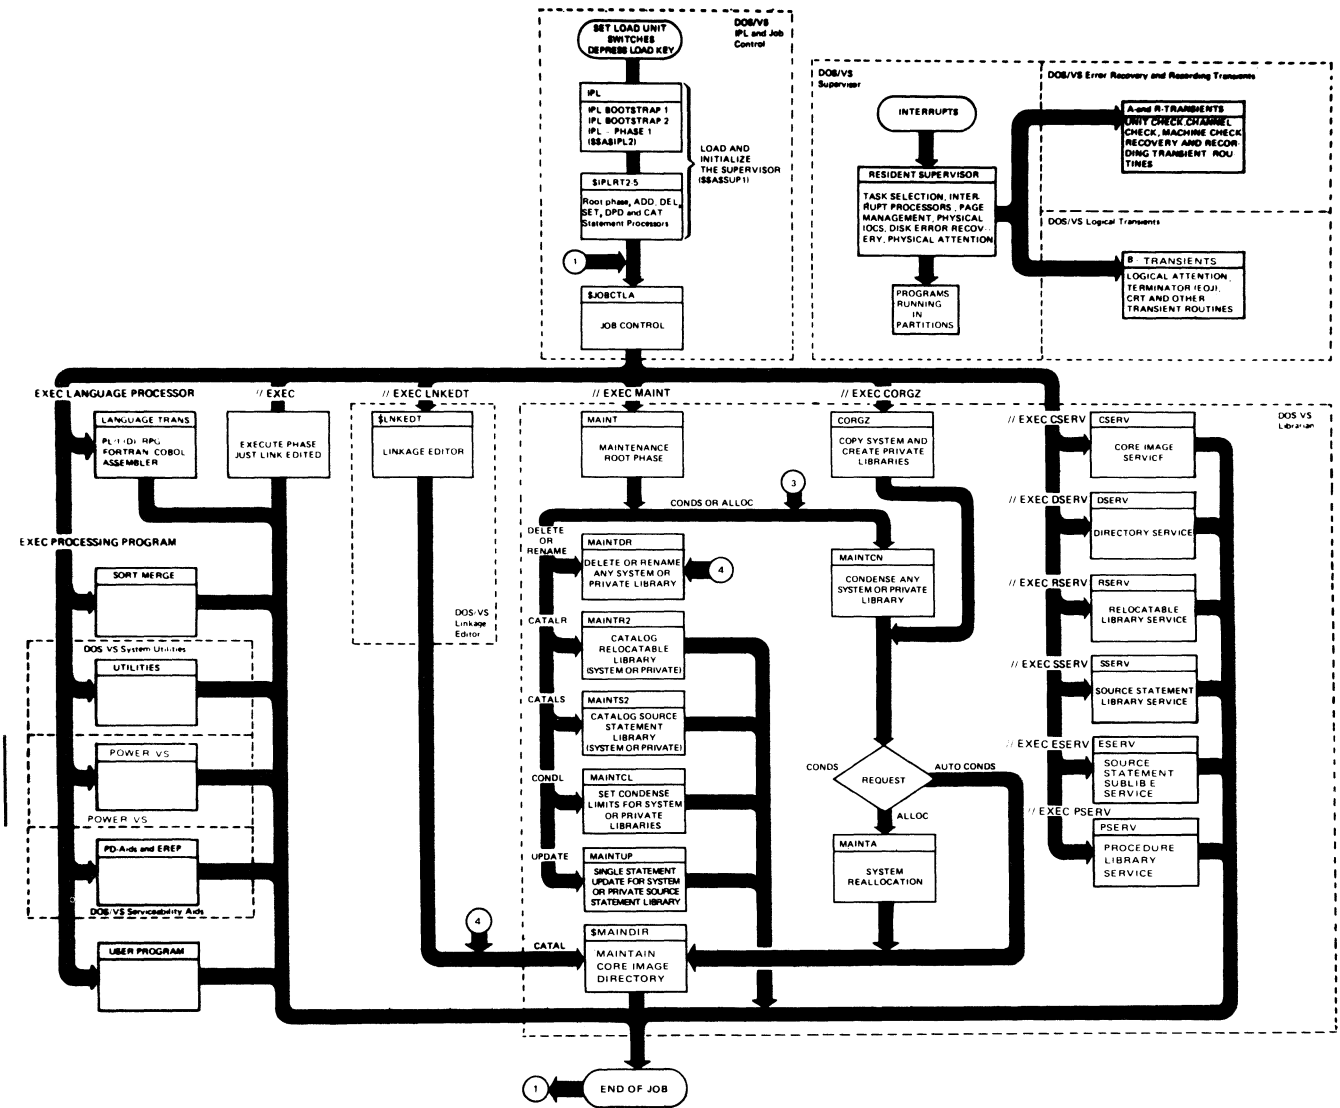 SET LOAD UNIT
SWITCHES
DEPRESS LOAD KEY
DOS/VS
IPL and Job
Control
IPL
IPL BOOTSTRAP 1
IPL BOOTSTRAP 2
IPL - PHASE 1
($$A$IPL2)
LOAD AND
INITIALIZE
THE SUPERVISOR
($$A$SUP1)
$IPLRT2.5
Root phase, ADD, DEL,
SET, DPD and CAT
Statement Processors
1
$JOBCTLA
JOB CONTROL
DOS/VS
Supervisor
INTERRUPTS
RESIDENT SUPERVISOR
TASK SELECTION, INTER-
RUPT PROCESSORS, PAGE
MANAGEMENT, PHYSICAL
IOCS, DISK ERROR RECOV-
ERY, PHYSICAL ATTENTION
PROGRAMS
RUNNING
IN
PARTITIONS
DOS/VS Error Recovery and Recording Transients
A-and R-TRANSIENTS
UNIT CHECK, CHANNEL
CHECK, MACHINE CHECK
RECOVERY AND RECOR-
DING TRANSIENT ROU-
TINES
DOS/VS Logical Transients
B - TRANSIENTS
LOGICAL ATTENTION,
TERMINATOR (EOJ),
CRT AND OTHER
TRANSIENT ROUTINES
EXEC LANGUAGE PROCESSOR
// EXEC
// EXEC LNKEDT
// EXEC MAINT
// EXEC CORGZ
LANGUAGE TRANS
PL/I (D) RPG
FORTRAN COBOL
ASSEMBLER
EXECUTE PHASE
JUST LINK EDITED
$LNKEDT
LINKAGE EDITOR
DOS/VS
Linkage
Editor
MAINT
MAINTENANCE
ROOT PHASE
CORGZ
COPY SYSTEM AND
CREATE PRIVATE
LIBRARIES
DOS VS
Librarian
// EXEC CSERV
CSERV
CORE IMAGE
SERVICE
// EXEC DSERV
DSERV
DIRECTORY SERVICE
// EXEC RSERV
RSERV
RELOCATABLE
LIBRARY SERVICE
// EXEC SSERV
SSERV
SOURCE STATEMENT
LIBRARY SERVICE
// EXEC ESERV
ESERV
SOURCE
STATEMENT
SUBLIB E
SERVICE
// EXEC PSERV
PSERV
PROCEDURE
LIBRARY
SERVICE
EXEC PROCESSING PROGRAM
SORT MERGE
DOS VS System Utilities
UTILITIES
POWER VS
POWER VS
PD-Aids and EREP
DOS/VS Serviceability Aids
USER PROGRAM
CONDS OR ALLOC
3
DELETE
OR
RENAME
MAINTDR
DELETE OR RENAME
ANY SYSTEM OR
PRIVATE LIBRARY
4
CATALR
MAINTR2
CATALOG
RELOCATABLE
LIBRARY
(SYSTEM OR PRIVATE)
CATALS
MAINTS2
CATALOG SOURCE
STATEMENT
LIBRARY
(SYSTEM OR PRIVATE)
CONDL
MAINTCL
SET CONDENSE
LIMITS FOR SYSTEM
OR PRIVATE
LIBRARIES
UPDATE
MAINTUP
SINGLE STATEMENT
UPDATE FOR SYSTEM
OR PRIVATE SOURCE
STATEMENT LIBRARY
MAINTCN
CONDENSE ANY
SYSTEM OR PRIVATE
LIBRARY
CONDS
REQUEST
AUTO CONDS
ALLOC
MAINTA
SYSTEM
REALLOCATION
4
CATAL
$MAINDIR
MAINTAIN
CORE IMAGE
DIRECTORY
1
END OF JOB